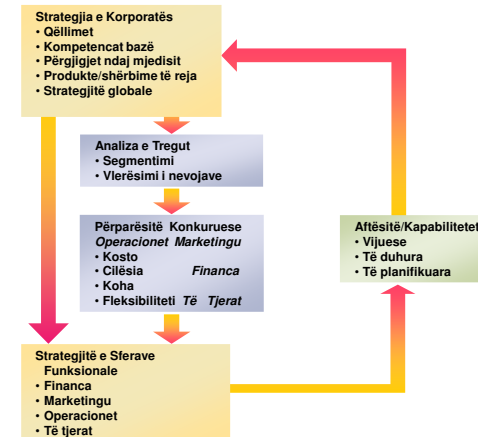 Strategjia e Korporatës
• Qëllimet
• Kompetencat bazë
• Përgjigjet ndaj mjedisit
• Produkte/shërbime të reja
• Strategjitë globale
Analiza e Tregut
• Segmentimi
• Vlerësimi i nevojave
Përparësitë Konkuruese
Operacionet Marketingu
• Kosto
• Cilësia Financa
• Koha
• Fleksibiliteti Të Tjerat
Aftësitë/Kapabilitetet
• Vijuese
• Të duhura
• Të planifikuara
Strategjitë e Sferave
Funksionale
• Financa
• Marketingu
• Operacionet
• Të tjerat